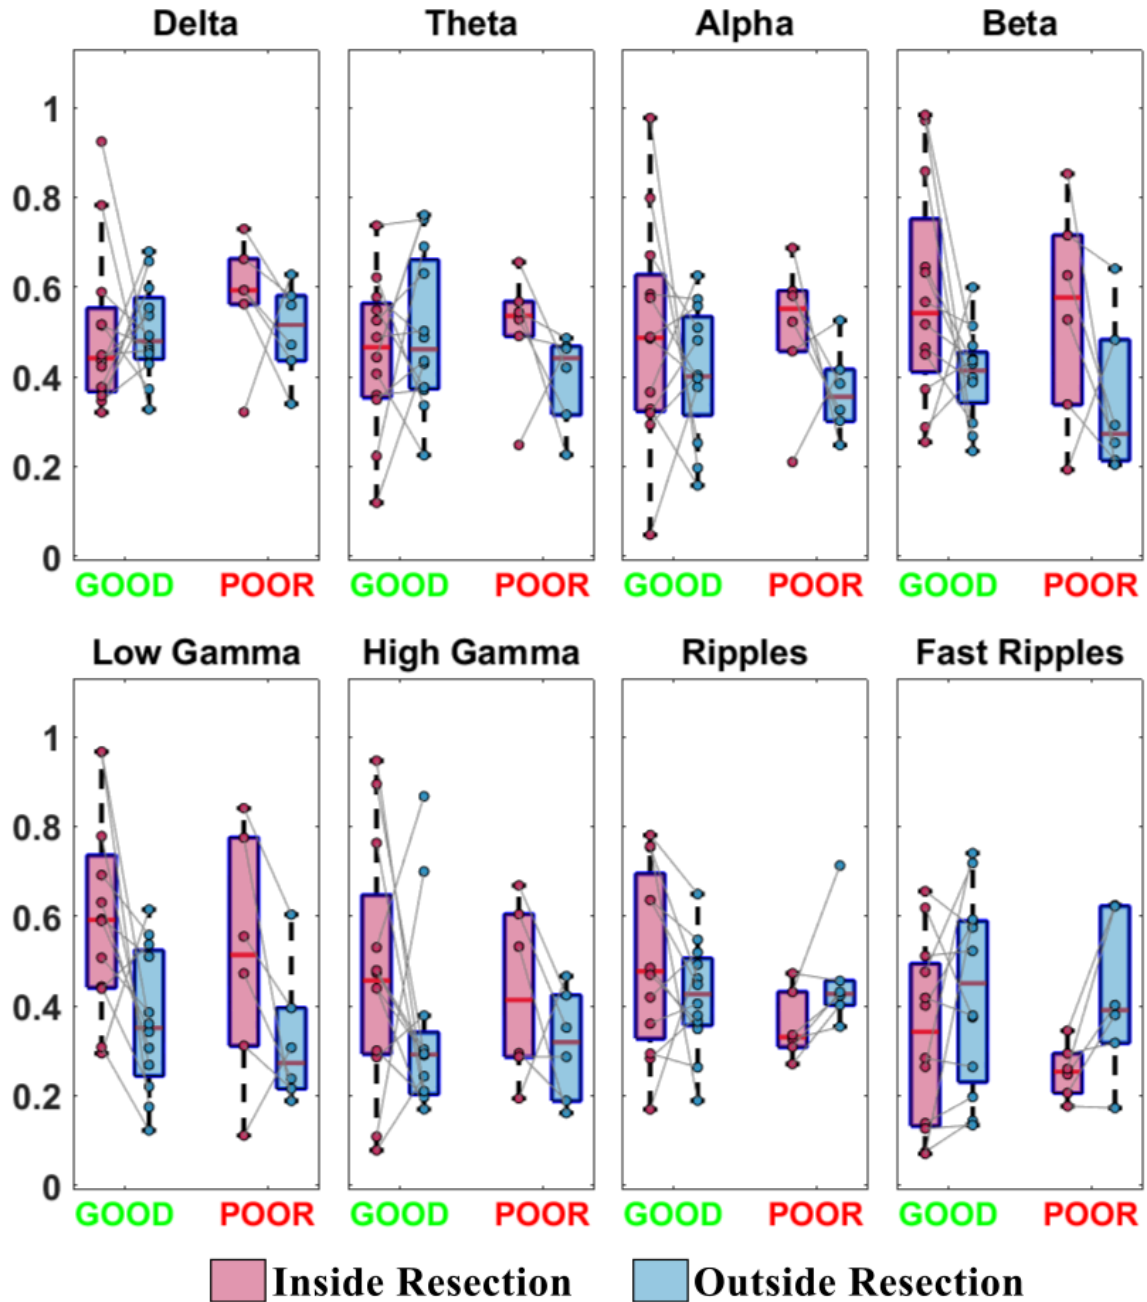 Delta Theta Alpha Beta
1
0.8
0.6
0.4
0.2
0
GOOD POOR GOOD POOR GOOD POOR GOOD POOR
Low Gamma High Gamma Ripples Fast Ripples
1
0.8
0.6
0.4
0.2
0
GOOD POOR GOOD POOR GOOD POOR GOOD POOR
Inside Resection Outside Resection